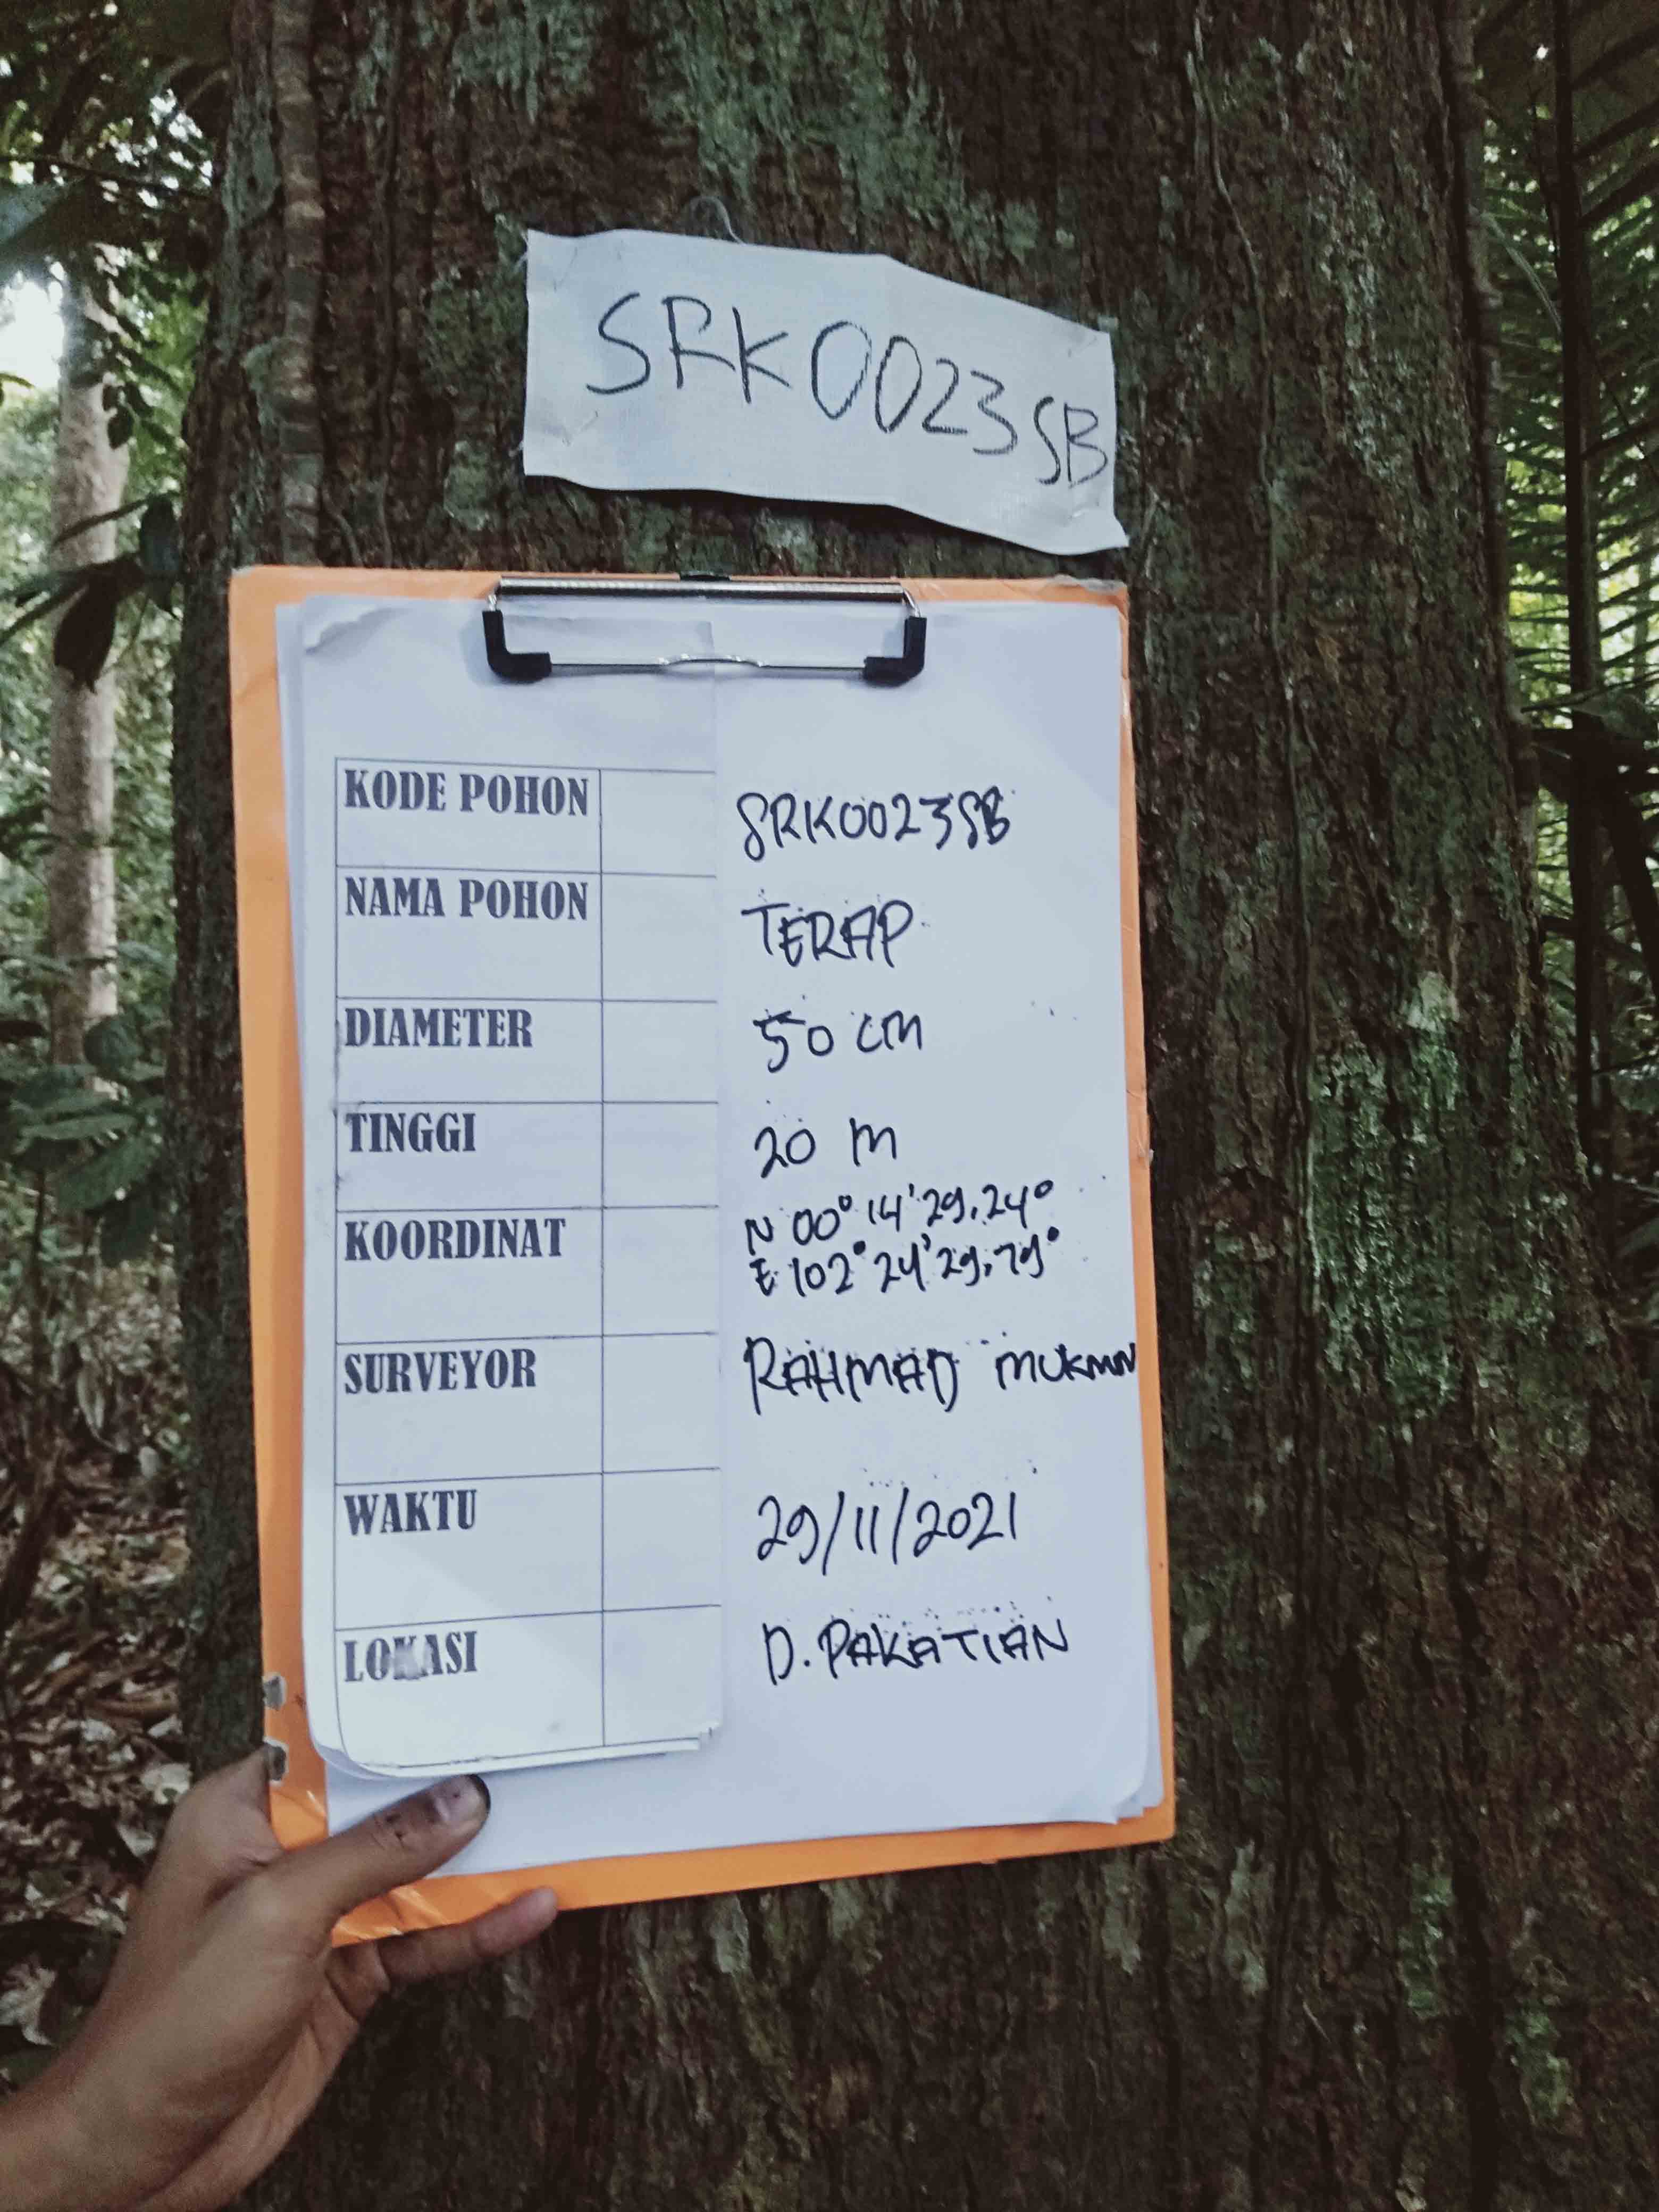 SRK0023SB
KODE POHON SRK0023SB
NAMA POHON TERAP
DIAMETER 50 cm
TINGGI 20 m
N 00° 14' 29,24°
KOORDINAT
E 102° 24' 29,79°
SURVEYOR RAHMAD MUKMIN
WAKTU 29/11/2021
LOKASI D. PAKATIAN